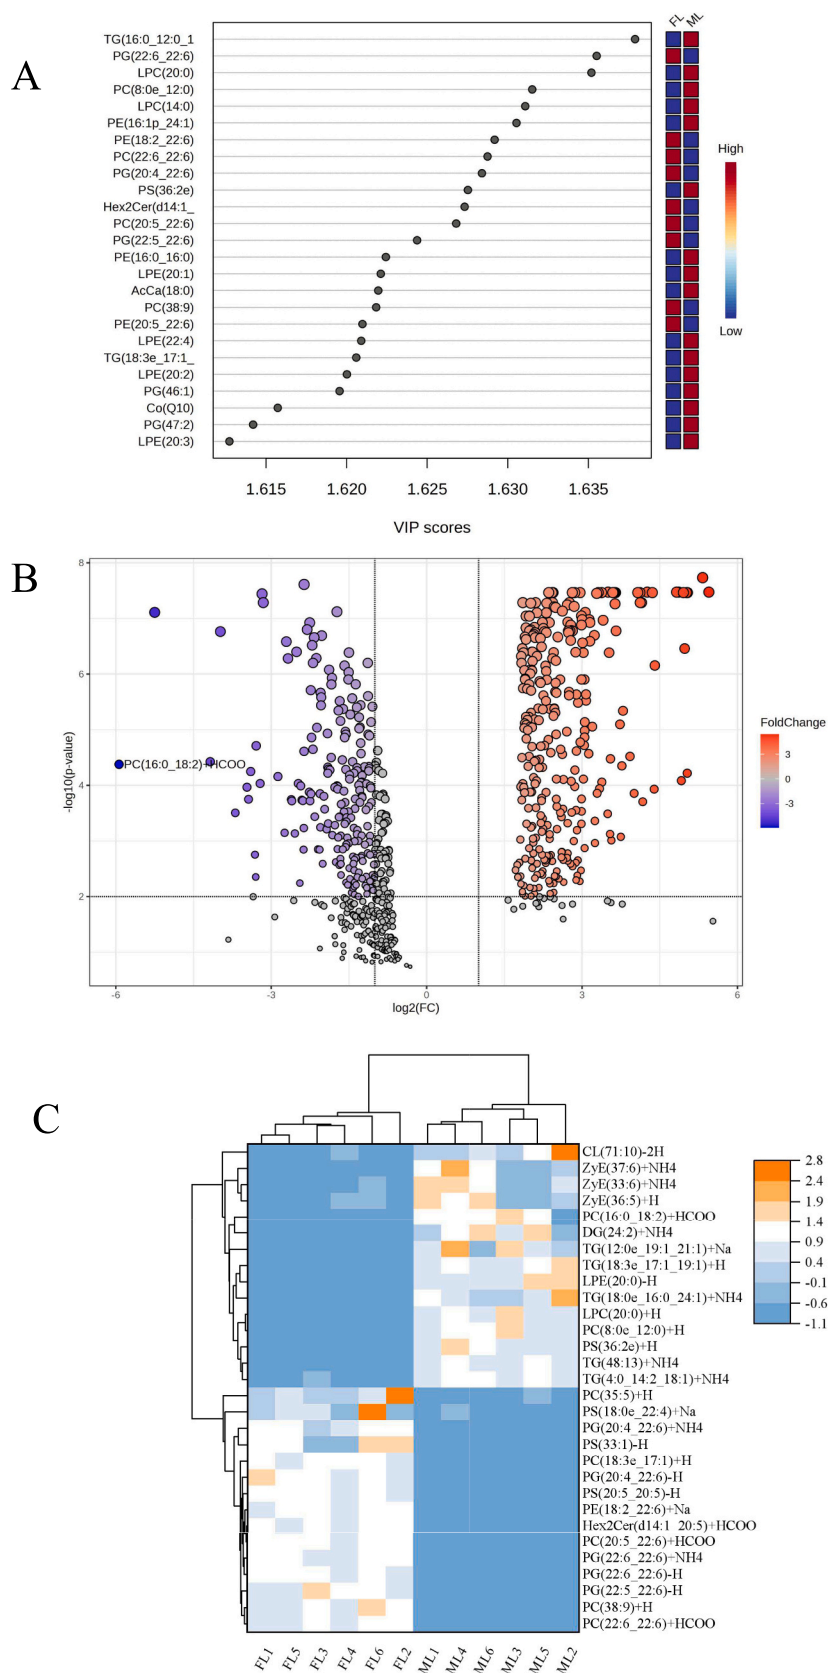 A
FL ML
TG(16:0_12:0_1
PG(22:6_22:6)
LPC(20:0)
PC(8:0e_12:0)
LPC(14:0)
PE(16:1p_24:1)
PE(18:2_22:6)
PC(22:6_22:6)
PG(20:4_22:6)
PS(36:2e)
Hex2Cer(d14:1_
PC(20:5_22:6)
PG(22:5_22:6)
PE(16:0_16:0)
LPE(20:1)
AcCa(18:0)
PC(38:9)
PE(20:5_22:6)
LPE(22:4)
TG(18:3e_17:1_
LPE(20:2)
PG(46:1)
Co(Q10)
PG(47:2)
LPE(20:3)
High
Low
1.615 1.620 1.625 1.630 1.635
VIP scores
B
8
6
4
2
-log10(p-value)
PC(16:0_18:2)+HCOO
-6 -3 0 3 6
log2(FC)
FoldChange
3
0
-3
C
CL(71:10)-2H
ZyE(37:6)+NH4
ZyE(33:6)+NH4
ZyE(36:5)+H
PC(16:0_18:2)+HCOO
DG(24:2)+NH4
TG(12:0e_19:1_21:1)+Na
TG(18:3e_17:1_19:1)+H
LPE(20:0)-H
TG(18:0e_16:0_24:1)+NH4
LPC(20:0)+H
PC(8:0e_12:0)+H
PS(36:2e)+H
TG(48:13)+NH4
TG(4:0_14:2_18:1)+NH4
PC(35:5)+H
PS(18:0e_22:4)+Na
PG(20:4_22:6)+NH4
PS(33:1)-H
PC(18:3e_17:1)+H
PG(20:4_22:6)-H
PS(20:5_20:5)-H
PE(18:2_22:6)+Na
Hex2Cer(d14:1_20:5)+HCOO
PC(20:5_22:6)+HCOO
PG(22:6_22:6)+NH4
PG(22:6_22:6)-H
PG(22:5_22:6)-H
PC(38:9)+H
PC(22:6_22:6)+HCOO
2.8
2.4
1.9
1.4
0.9
0.4
-0.1
-0.6
-1.1
FL1 FL5 FL3 FL4 FL6 FL2 ML1 ML4 ML6 ML3 ML5 ML2